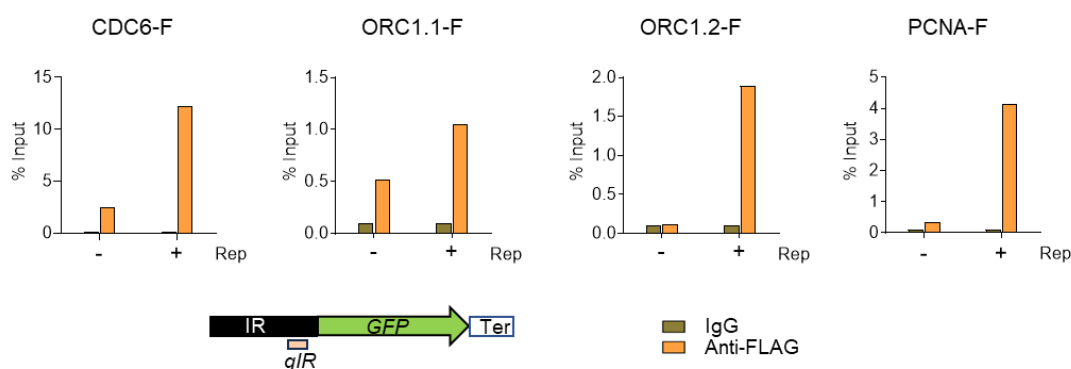 CDC6-F
ORC1.1-F
ORC1.2-F
PCNA-F
% Input
15
10
5
0
- + Rep
% Input
1.5
1.0
0.5
0.0
- + Rep
% Input
2.0
1.5
1.0
0.5
0.0
- + Rep
% Input
5
4
3
2
1
0
- + Rep
IR GFP Ter
qIR
IgG
Anti-FLAG